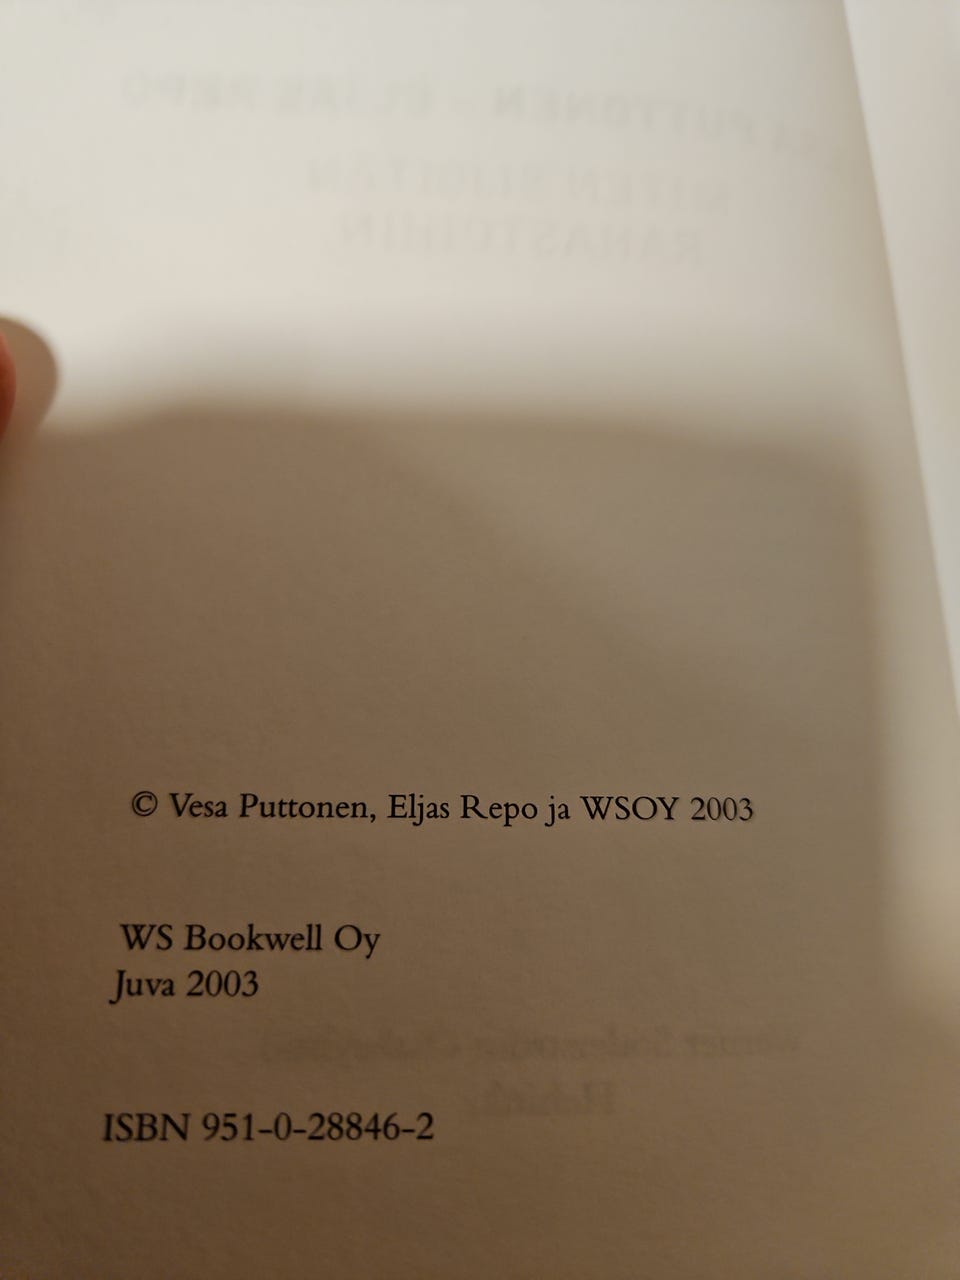 © Vesa Puttonen, Eljas Repo ja WSOY 2003
WS Bookwell Oy
Juva 2003
ISBN 951-0-28846-2